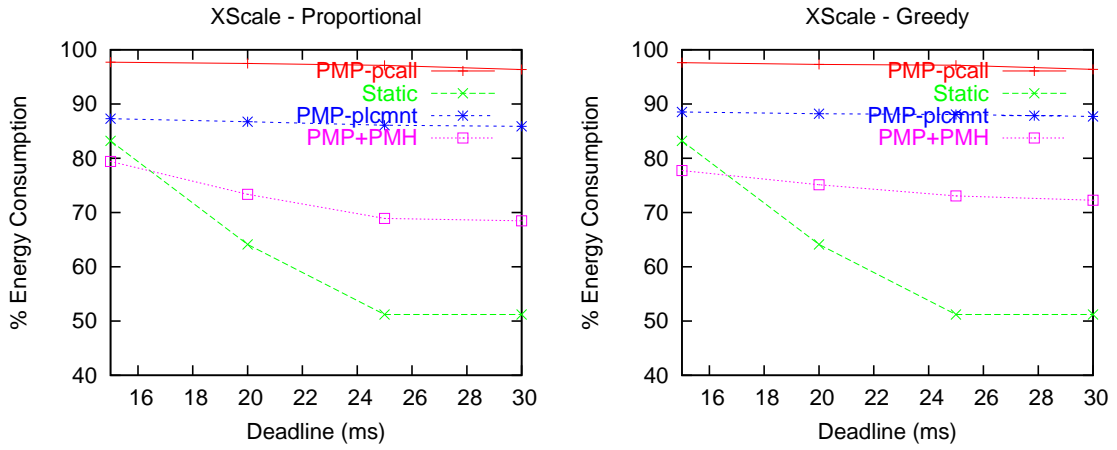 XScale - Proportional
% Energy Consumption
100
90
80
70
60
50
40
PMP-pcall
Static
PMP-plcmnt
PMP+PMH
16 18 20 22 24 26 28 30
Deadline (ms)
XScale - Greedy
% Energy Consumption
100
90
80
70
60
50
40
PMP-pcall
Static
PMP-plcmnt
PMP+PMH
16 18 20 22 24 26 28 30
Deadline (ms)